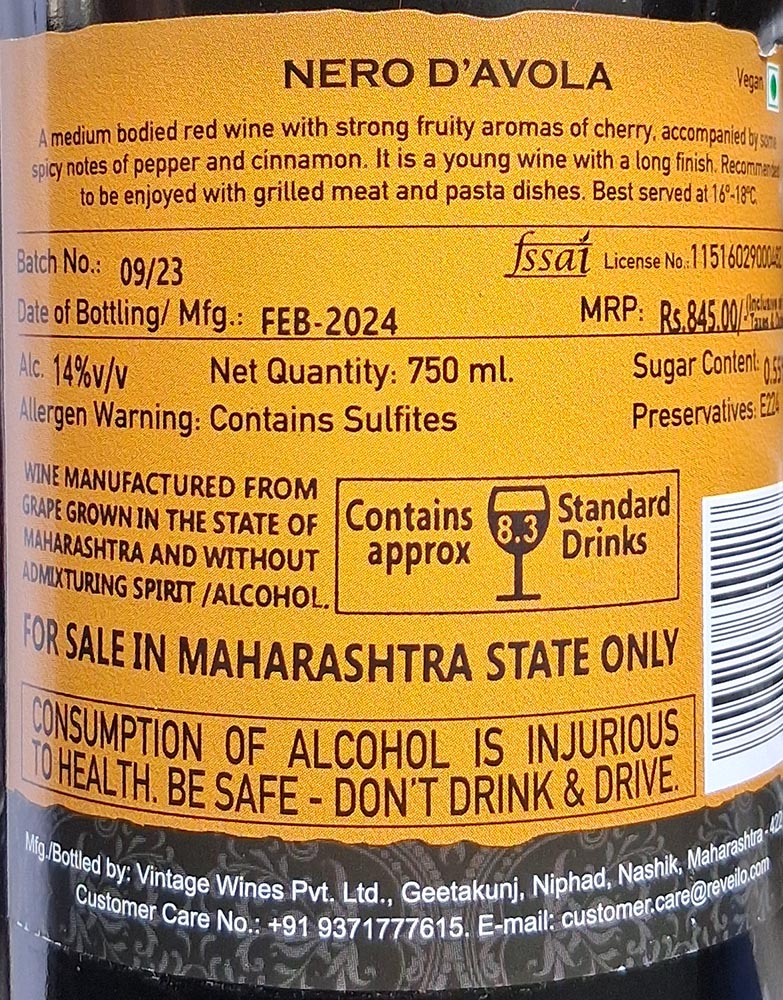 NERO D'AVOLA
Vegan
A medium bodied red wine with strong fruity aromas of cherry, accompanied by some
spicy notes of pepper and cinnamon. It is a young wine with a long finish. Recommended
to be enjoyed with grilled meat and pasta dishes. Best served at 16°-18°C.
Batch No.: 09/23
fssai License No.:
Date of Bottling/ Mfg.: FEB-2024
MRP: Rs.845.00/-
Alc. 14%v/v Net Quantity: 750 ml. Sugar Content:
Allergen Warning: Contains Sulfites Preservatives: E224
WINE MANUFACTURED FROM
GRAPE GROWN IN THE STATE OF
MAHARASHTRA AND WITHOUT
ADMIXTURING SPIRIT /ALCOHOL.
Contains 8.3 Standard
approx Drinks
FOR SALE IN MAHARASHTRA STATE ONLY
CONSUMPTION OF ALCOHOL IS INJURIOUS
TO HEALTH. BE SAFE - DON'T DRINK & DRIVE.
Mfg./Bottled by: Vintage Wines Pvt. Ltd., Geetakunj, Niphad, Nashik, Maharashtra -
Customer Care No.: +91 9371777615. E-mail: customer.care@reveilo.com